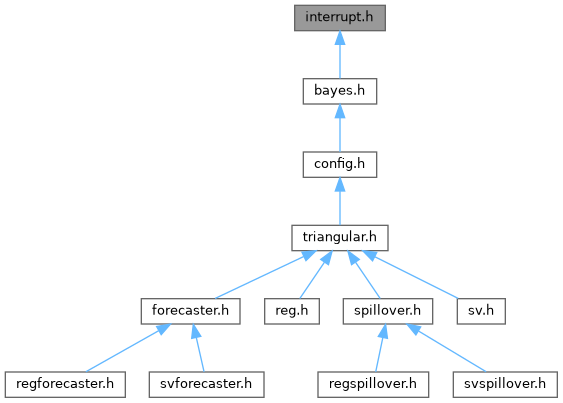 interrupt.h
bayes.h
config.h
triangular.h
forecaster.h
reg.h
spillover.h
sv.h
regforecaster.h
svforecaster.h
regspillover.h
svspillover.h